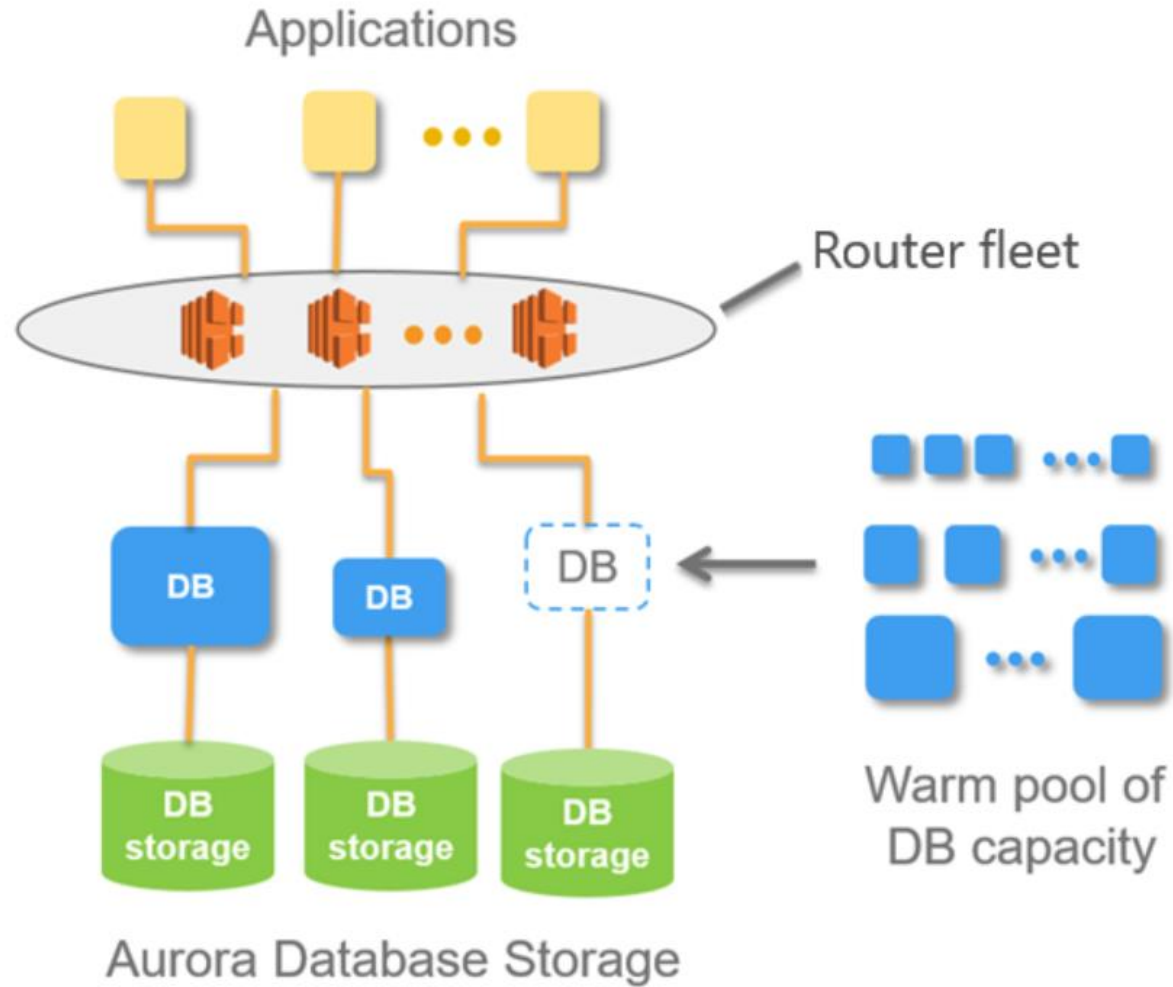 Applications
Router fleet
DB
DB
DB
DB
storage
DB
storage
DB
storage
Warm pool of
DB capacity
Aurora Database Storage